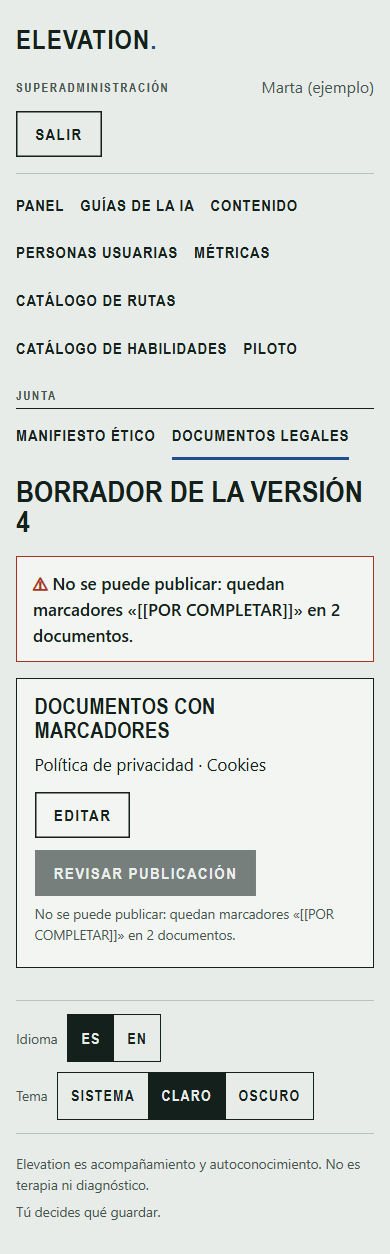 ELEVATION.
SUPERADMINISTRACIÓN
Marta (ejemplo)
SALIR
PANEL GUÍAS DE LA IA CONTENIDO
PERSONAS USUARIAS MÉTRICAS
CATÁLOGO DE RUTAS
CATÁLOGO DE HABILIDADES PILOTO
JUNTA
MANIFIESTO ÉTICO DOCUMENTOS LEGALES
BORRADOR DE LA VERSIÓN
4
⚠ No se puede publicar: quedan
marcadores «[[POR COMPLETAR]]» en 2
documentos.
DOCUMENTOS CON
MARCADORES
Política de privacidad · Cookies
EDITAR
REVISAR PUBLICACIÓN
No se puede publicar: quedan marcadores «[[POR
COMPLETAR]]» en 2 documentos.
Idioma ES EN
Tema SISTEMA CLARO OSCURO
Elevation es acompañamiento y autoconocimiento. No es
terapia ni diagnóstico.
Tú decides qué guardar.